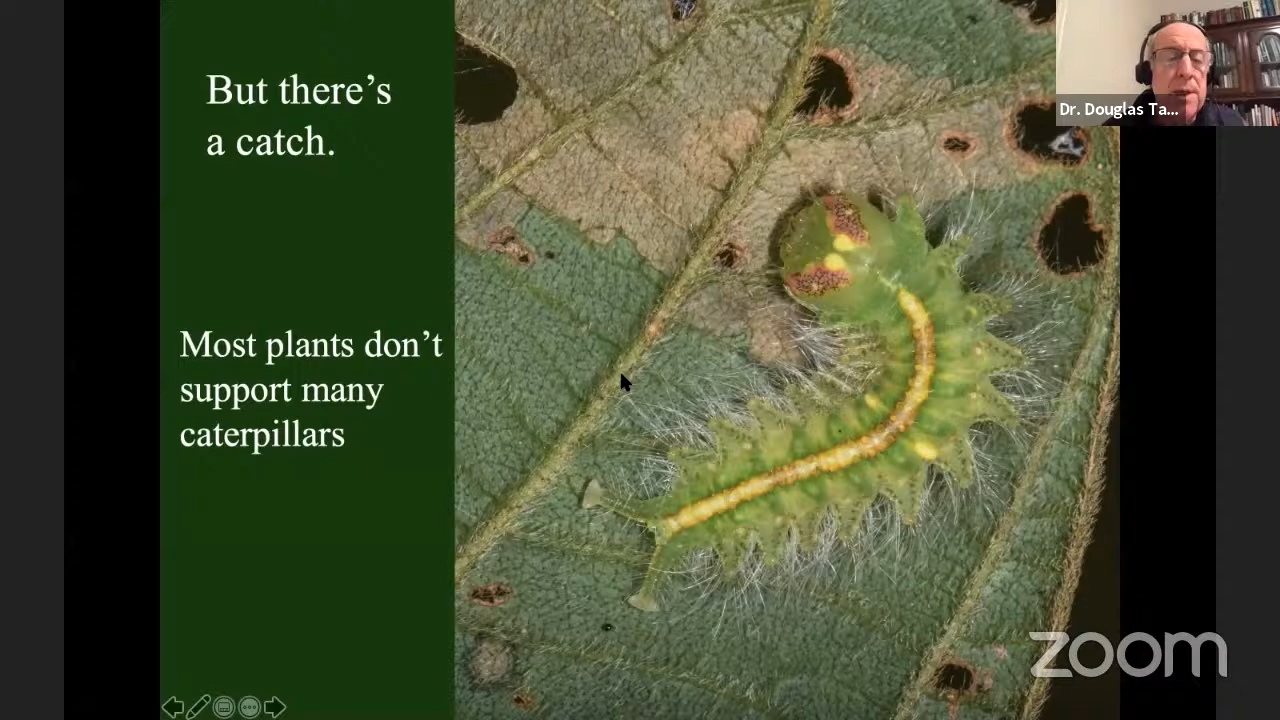 But there's
a catch.
Most plants don't
support many
caterpillars
Dr. Douglas Ta...
zoom